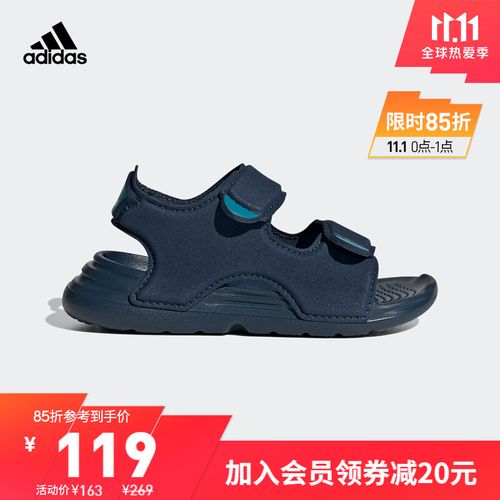 adidas
11.11
全球热爱季
限时85折
11.1 0点-1点
85折参考到手价
¥119
活动价¥163 ¥269
加入会员领券减20元